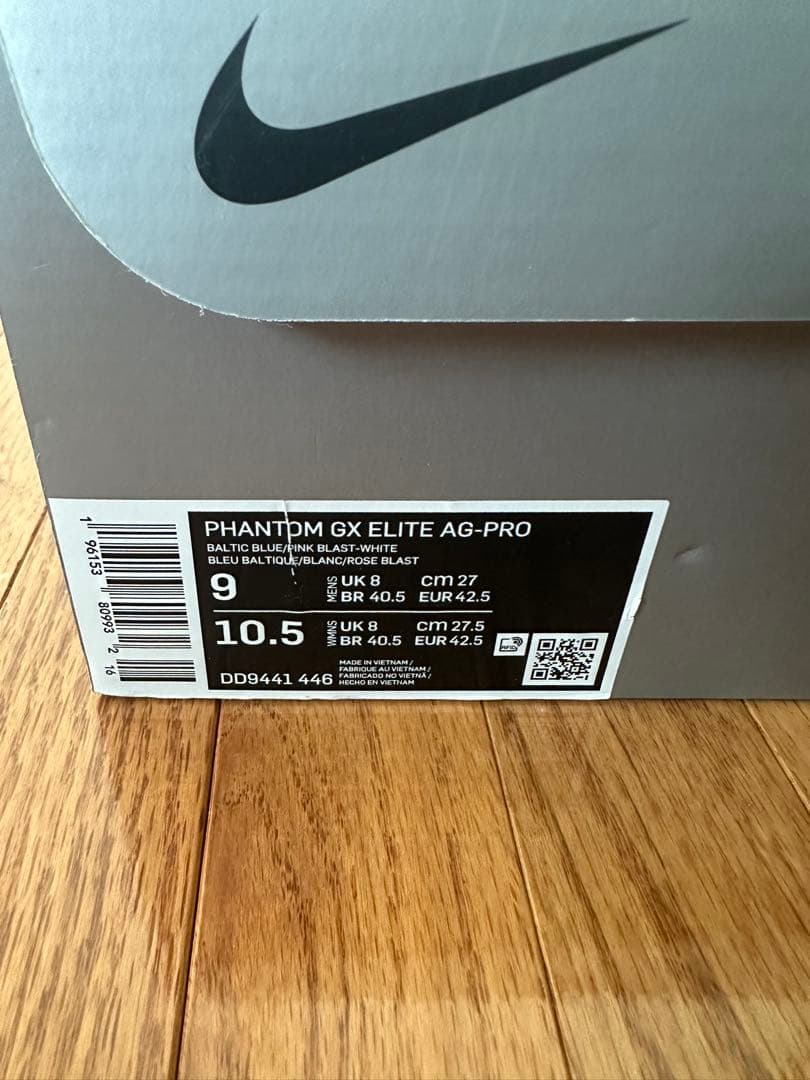 PHANTOM GX ELITE AG-PRO
BALTIC BLUE/PINK BLAST-WHITE
BLEU BALTIQUE/BLANC/ROSE BLAST
9 MENS UK 8 cm 27
BR 40.5 EUR 42.5
10.5 WMNS UK 8 cm 27.5
BR 40.5 EUR 42.5
MADE IN VIETNAM /
FABRIQUE AU VIETNAM /
FABRICADO NO VIETNÃ /
HECHO EN VIETNAM
DD9441 446
RFID
1 96153 80993 2 16